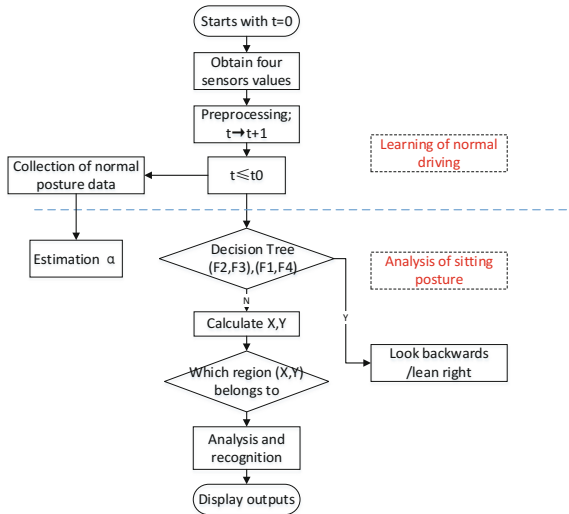 Starts with t=0
Obtain four
sensors values
Preprocessing;
t→t+1
Learning of normal
driving
Collection of normal
posture data
t≤t0
Estimation α
Decision Tree
(F2,F3),(F1,F4)
Analysis of sitting
posture
N
Y
Calculate X,Y
Look backwards
/lean right
Which region (X,Y)
belongs to
Analysis and
recognition
Display outputs